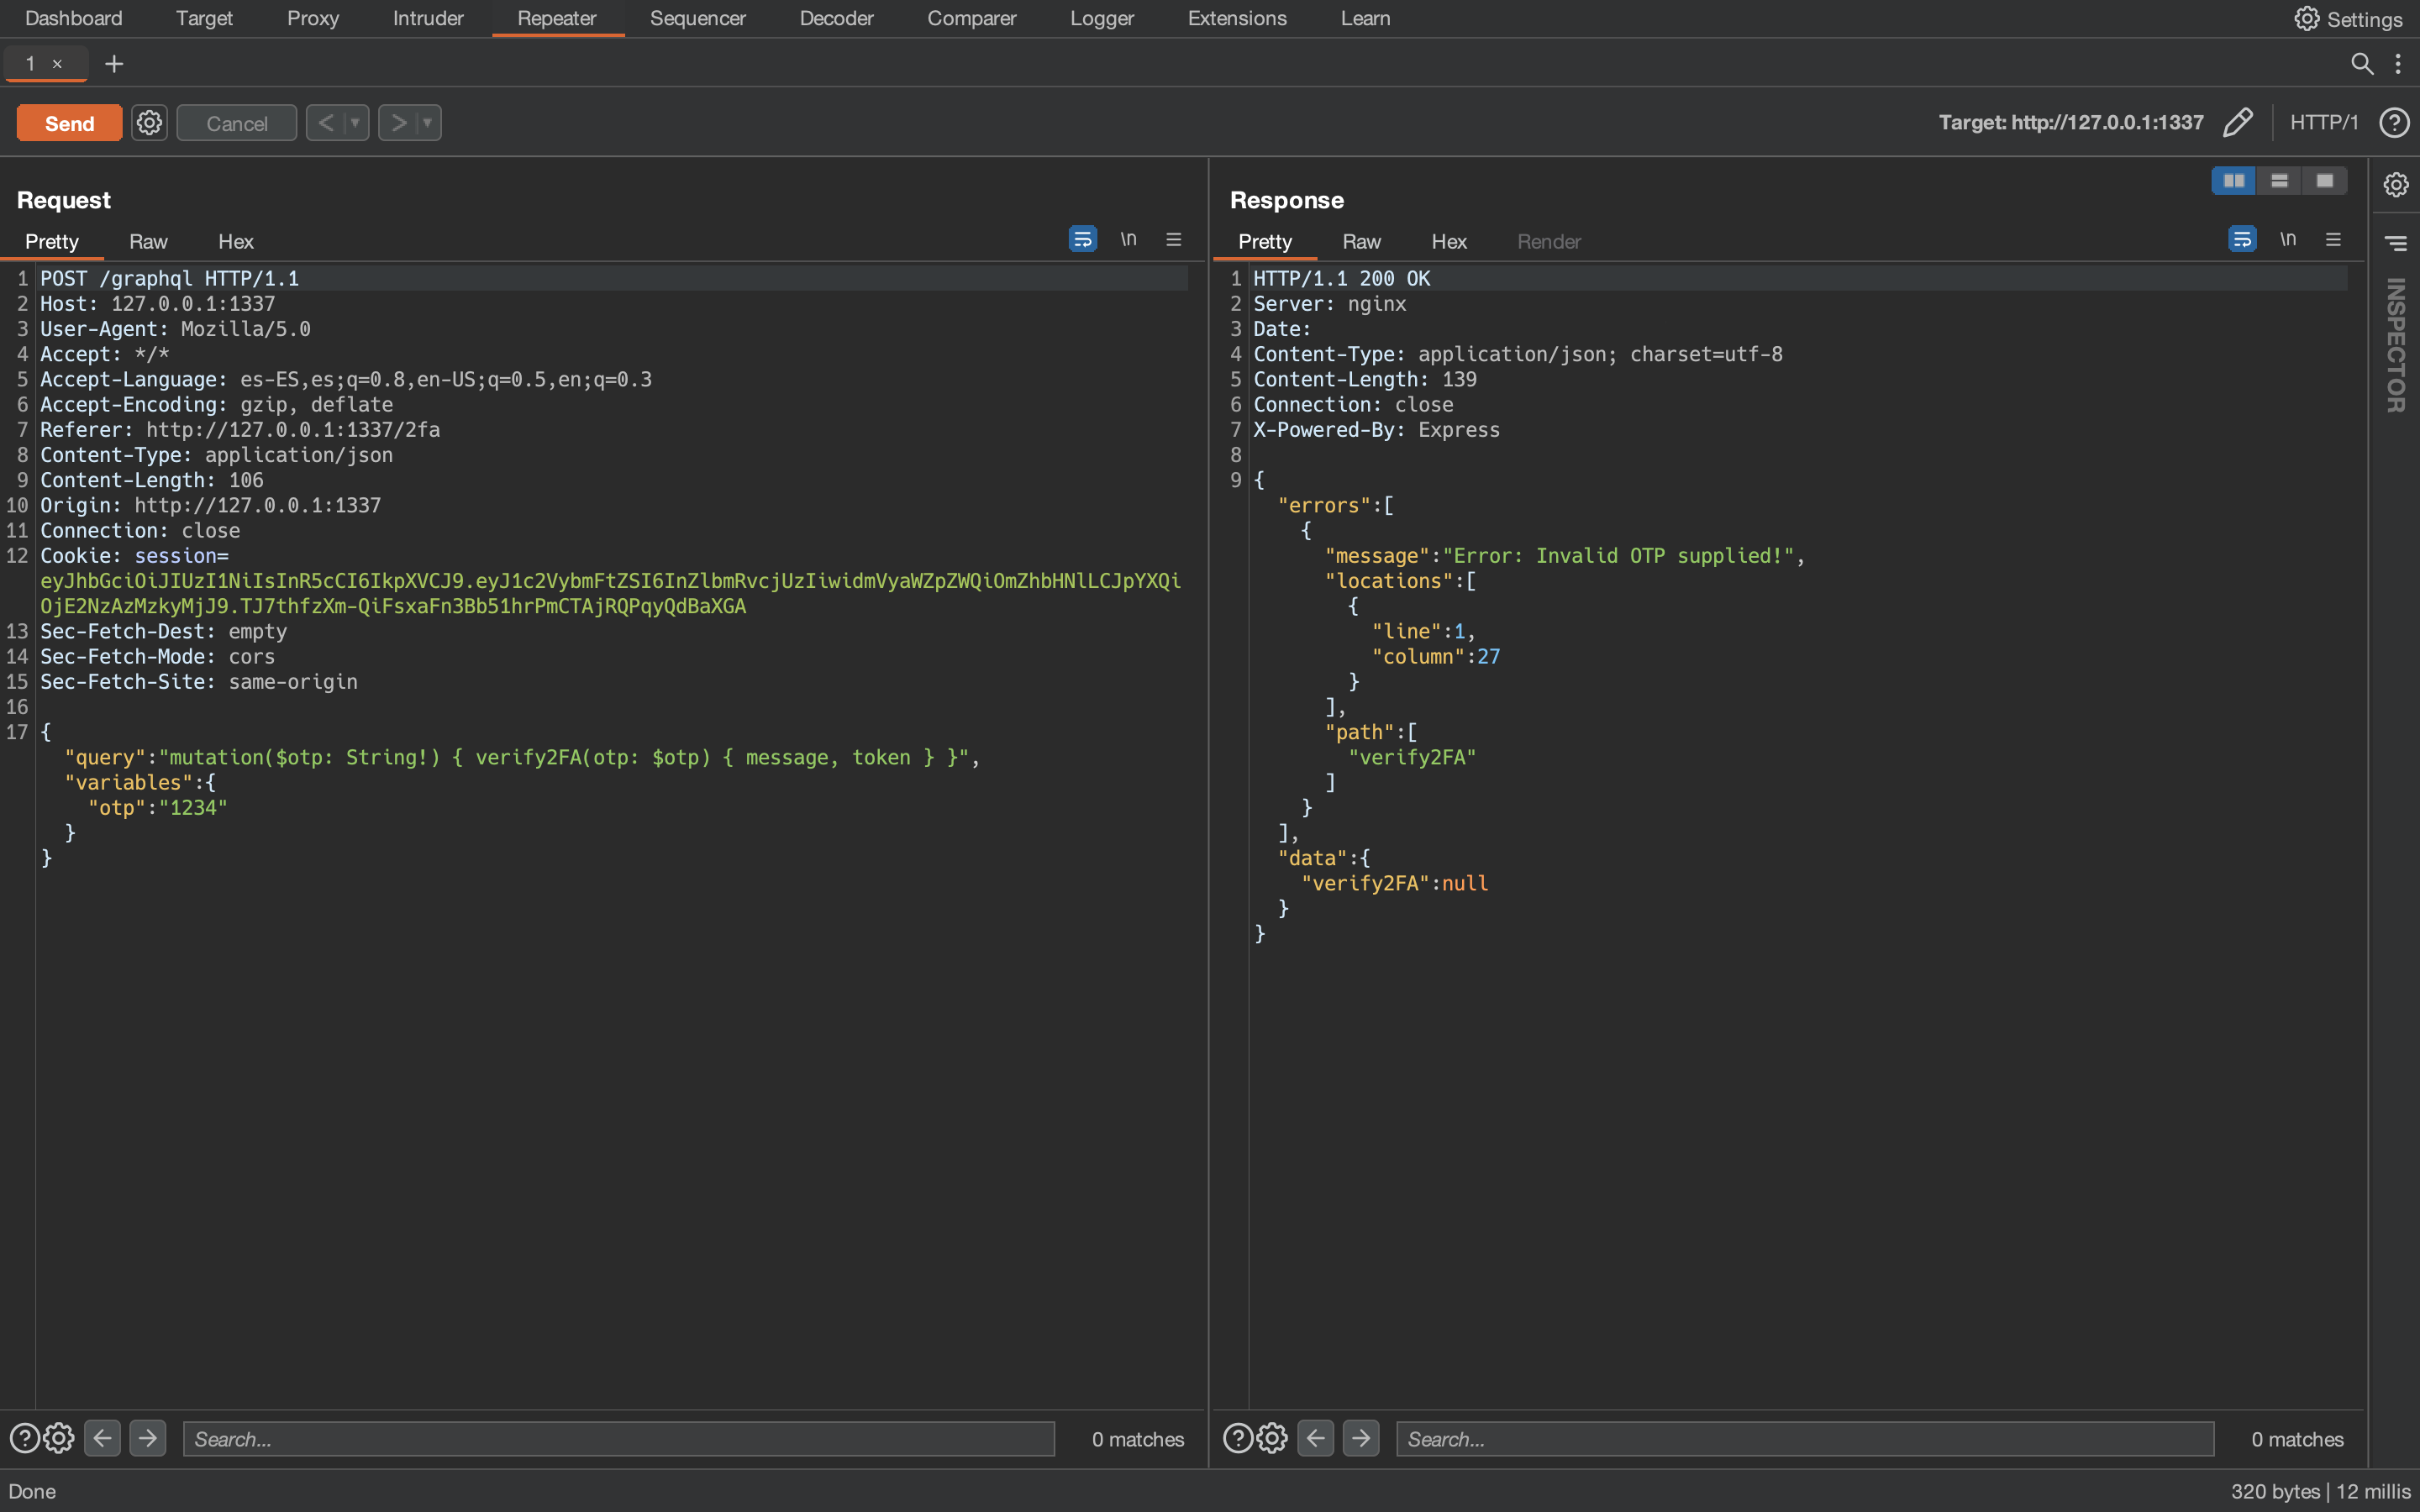 Dashboard Target Proxy Intruder Repeater Sequencer Decoder Comparer Logger Extensions Learn Settings
1 × +
Send Cancel < > Target: http://127.0.0.1:1337 HTTP/1 ?
Request
Pretty Raw Hex \n
1 POST /graphql HTTP/1.1
2 Host: 127.0.0.1:1337
3 User-Agent: Mozilla/5.0
4 Accept: */*
5 Accept-Language: es-ES,es;q=0.8,en-US;q=0.5,en;q=0.3
6 Accept-Encoding: gzip, deflate
7 Referer: http://127.0.0.1:1337/2fa
8 Content-Type: application/json
9 Content-Length: 106
10 Origin: http://127.0.0.1:1337
11 Connection: close
12 Cookie: session=
eyJhbGciOiJIUzI1NiIsInR5cCI6IkpXVCJ9.eyJ1c2VybmFtZSI6InZlbmRvcjUzIiwidmVyaWZpZWQiOmZhbHNlLCJpYXQi
OjE2NzAzMzkyMjJ9.TJ7thfzXm-QiFsxaFn3Bb51hrPmCTAjRQPqyQdBaXGA
13 Sec-Fetch-Dest: empty
14 Sec-Fetch-Mode: cors
15 Sec-Fetch-Site: same-origin
16
17 {
"query":"mutation($otp: String!) { verify2FA(otp: $otp) { message, token } }",
"variables":{
"otp":"1234"
}
}
? Search... 0 matches
Response
Pretty Raw Hex Render \n
1 HTTP/1.1 200 OK
2 Server: nginx
3 Date:
4 Content-Type: application/json; charset=utf-8
5 Content-Length: 139
6 Connection: close
7 X-Powered-By: Express
8
9 {
"errors":[
{
"message":"Error: Invalid OTP supplied!",
"locations":[
{
"line":1,
"column":27
}
],
"path":[
"verify2FA"
]
}
],
"data":{
"verify2FA":null
}
}
? Search... 0 matches
INSPECTOR
Done 320 bytes | 12 millis